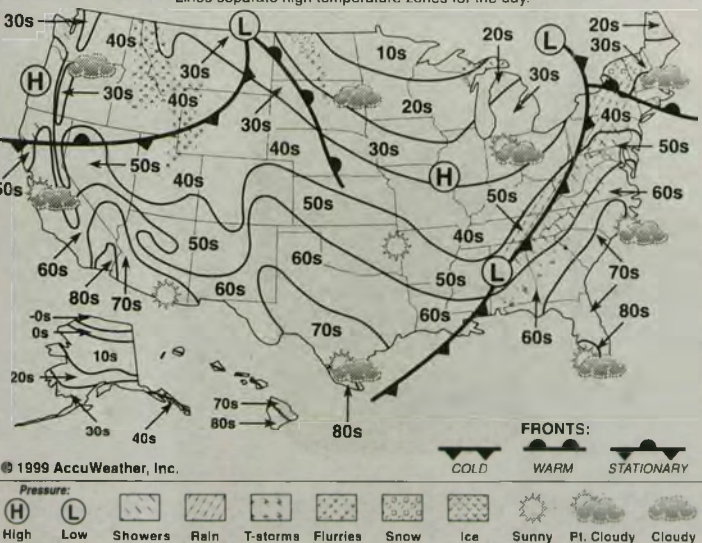 Lines separate high temperature zones for the day.
30s
40s
L
L
20s
30s
10s
20s
30s
H
30s
30s
40s
30s
20s
30s
40s
30s
40s
50s
50s
50s
40s
H
50s
60s
50s
50s
40s
60s
80s
70s
60s
60s
50s
L
70s
60s
70s
60s
80s
-0s
0s
10s
20s
30s
40s
70s
80s
80s
FRONTS:
COLD WARM STATIONARY
© 1999 AccuWeather, Inc.
Pressure:
H L
High Low Showers Rain T-storms Flurries Snow Ice Sunny Pt. Cloudy Cloudy